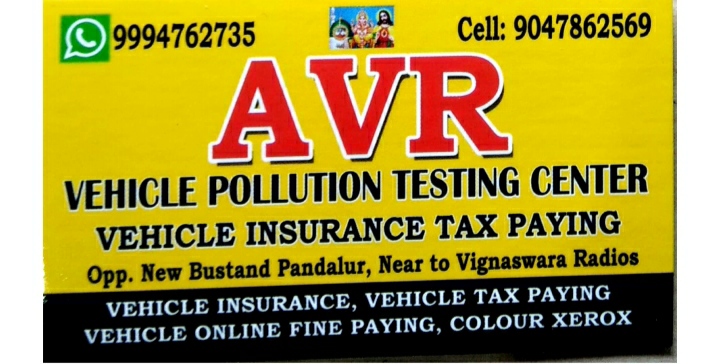 9994762735 Cell: 9047862569
AVR
VEHICLE POLLUTION TESTING CENTER
VEHICLE INSURANCE TAX PAYING
Opp. New Bustand Pandalur, Near to Vignaswara Radios
VEHICLE INSURANCE, VEHICLE TAX PAYING
VEHICLE ONLINE FINE PAYING, COLOUR XEROX